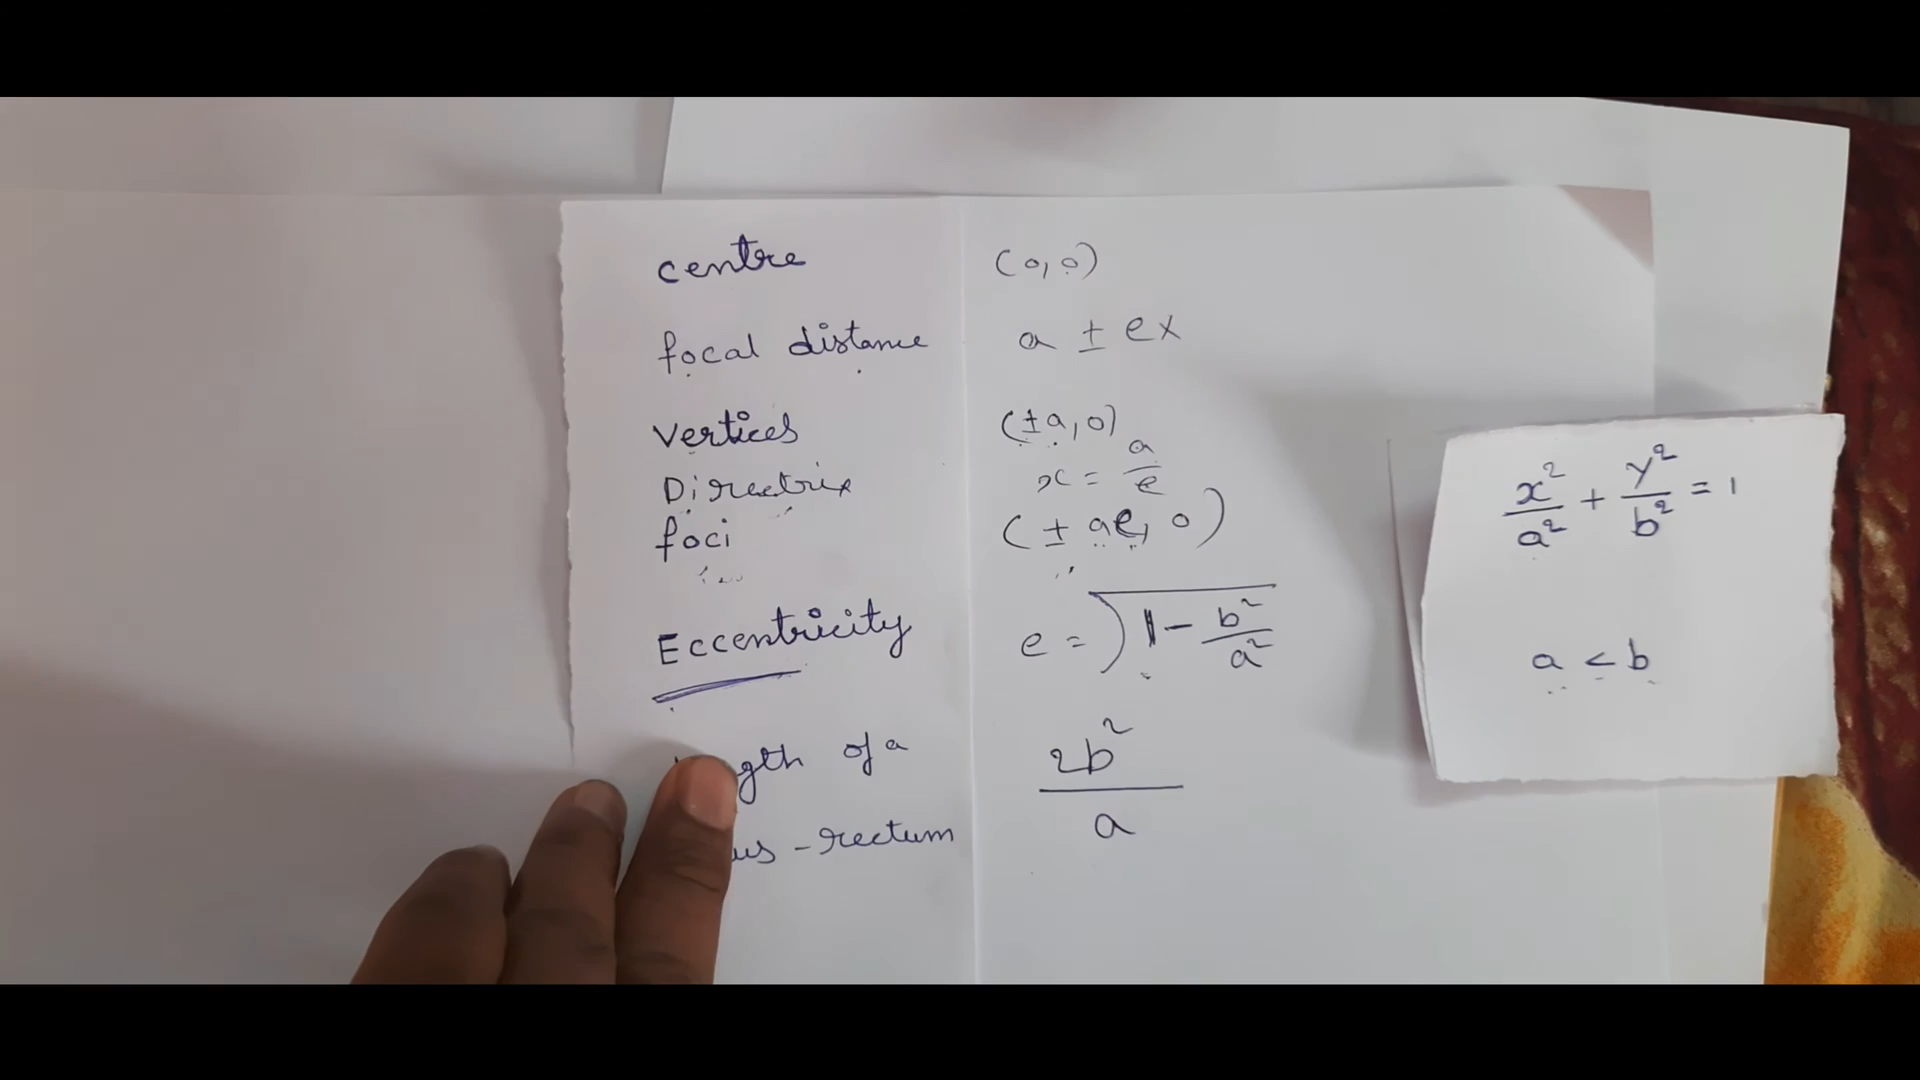 centre (0,0)
focal distance a ± ex
Vertices (±a,0)
Directrix x = a/e
foci (± ae, 0)
Eccentricity e = √(1 - b²/a²)
of a 2b²/a
-rectum
x²/a² + y²/b² = 1
a < b